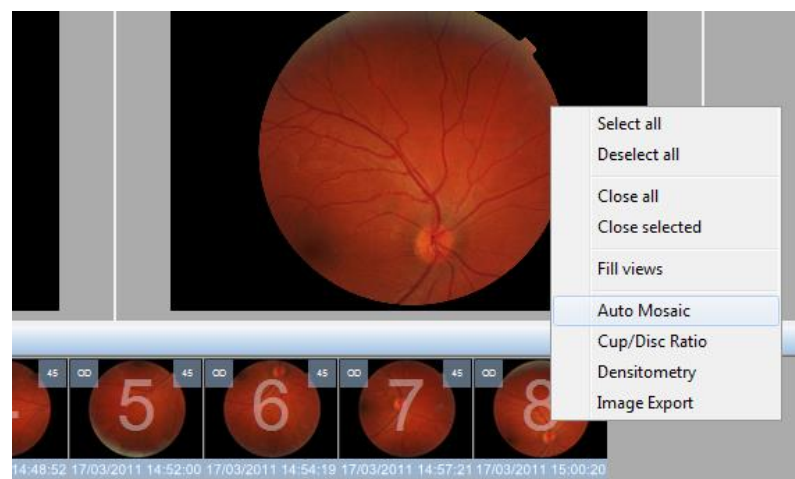 Select all
Deselect all
Close all
Close selected
Fill views
Auto Mosaic
Cup/Disc Ratio
Densitometry
Image Export
45 OD 45 OD 45 OD 45 OD
5 6 7 8
14:48:52 17/03/2011 14:52:00 17/03/2011 14:54:19 17/03/2011 14:57:21 17/03/2011 15:00:20